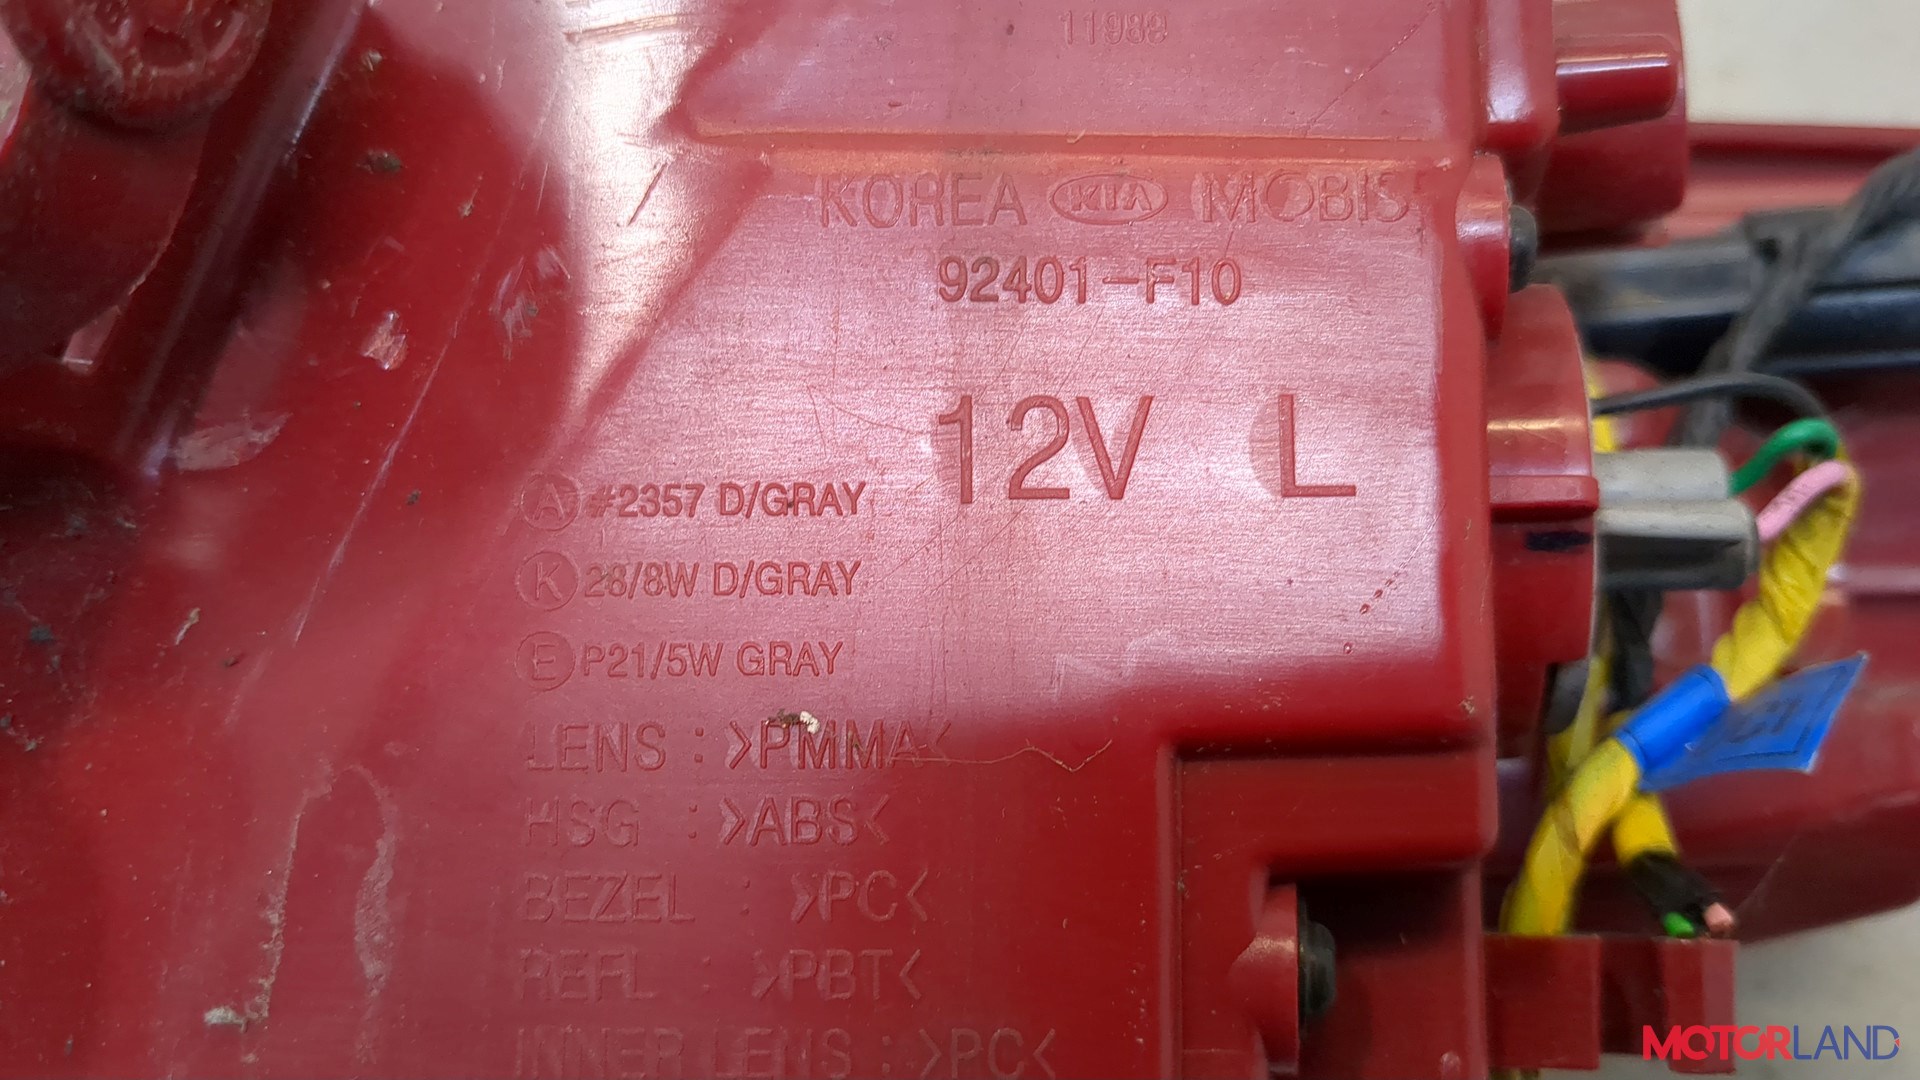 11989
KOREA KIA MOBIS
92401-F10
12V L
A #2357 D/GRAY
K 28/8W D/GRAY
E P21/5W GRAY
LENS : >PMMA<
HSG : >ABS<
BEZEL : >PC<
REFL : >PBT<
INNER LENS : >PC<
MOTORLAND